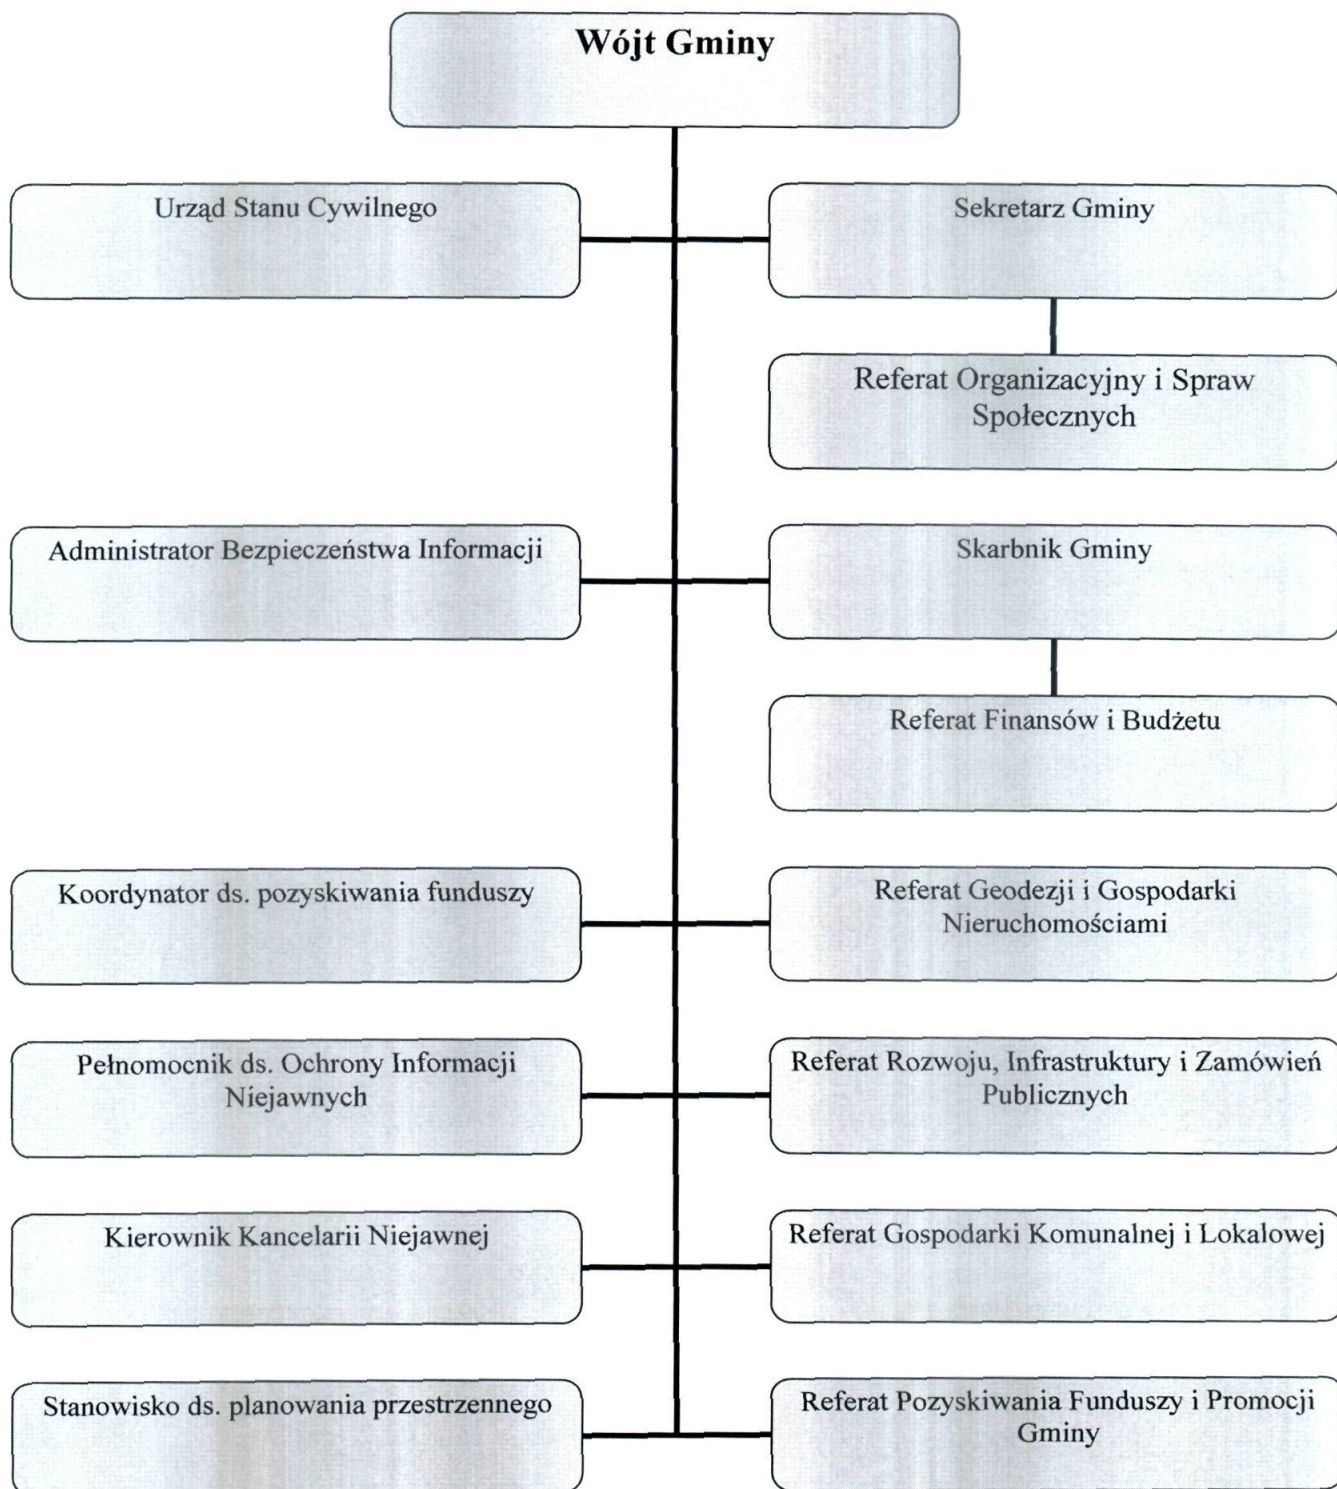 Wójt Gminy
Urząd Stanu Cywilnego
Sekretarz Gminy
Referat Organizacyjny i Spraw
Społecznych
Administrator Bezpieczeństwa Informacji
Skarbnik Gminy
Referat Finansów i Budżetu
Koordynator ds. pozyskiwania funduszy
Referat Geodezji i Gospodarki
Nieruchomościami
Pełnomocnik ds. Ochrony Informacji
Niejawnych
Referat Rozwoju, Infrastruktury i Zamówień
Publicznych
Kierownik Kancelarii Niejawnej
Referat Gospodarki Komunalnej i Lokalowej
Stanowisko ds. planowania przestrzennego
Referat Pozyskiwania Funduszy i Promocji
Gminy